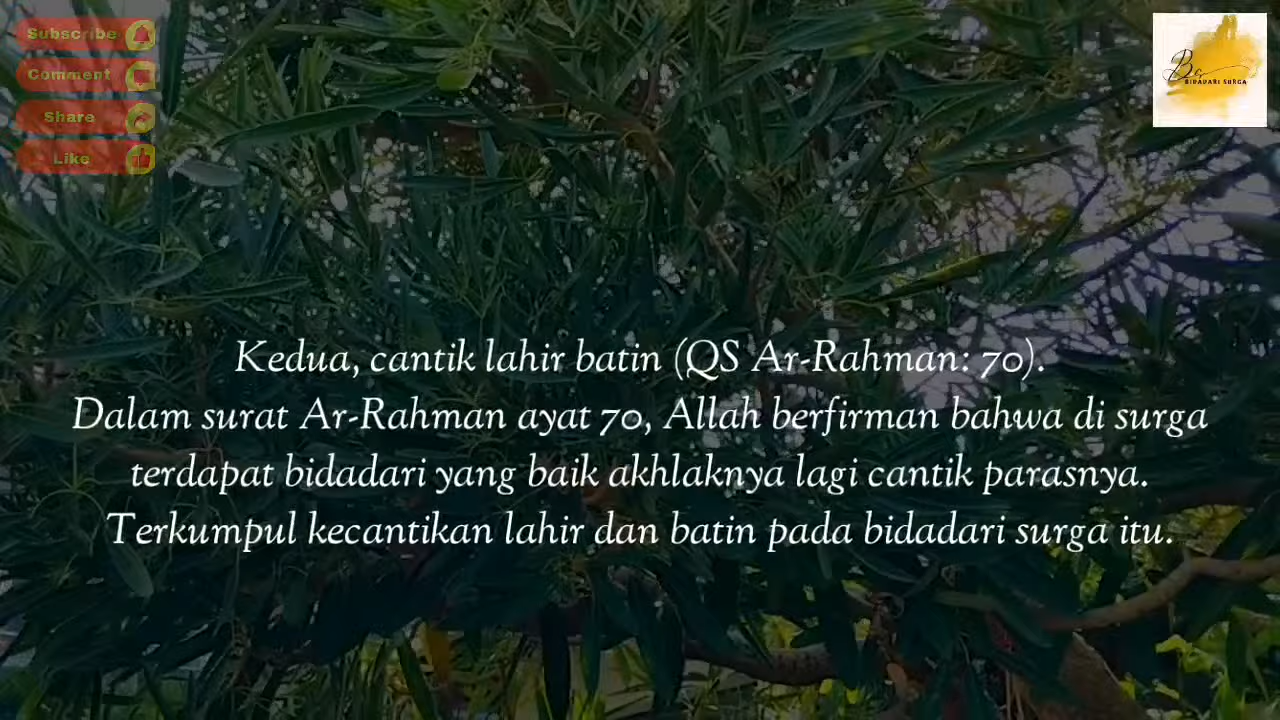 Subscribe
Comment
Share
Like
BIDADARI SURGA
Kedua, cantik lahir batin (QS Ar-Rahman: 70).
Dalam surat Ar-Rahman ayat 70, Allah berfirman bahwa di surga
terdapat bidadari yang baik akhlaknya lagi cantik parasnya.
Terkumpul kecantikan lahir dan batin pada bidadari surga itu.